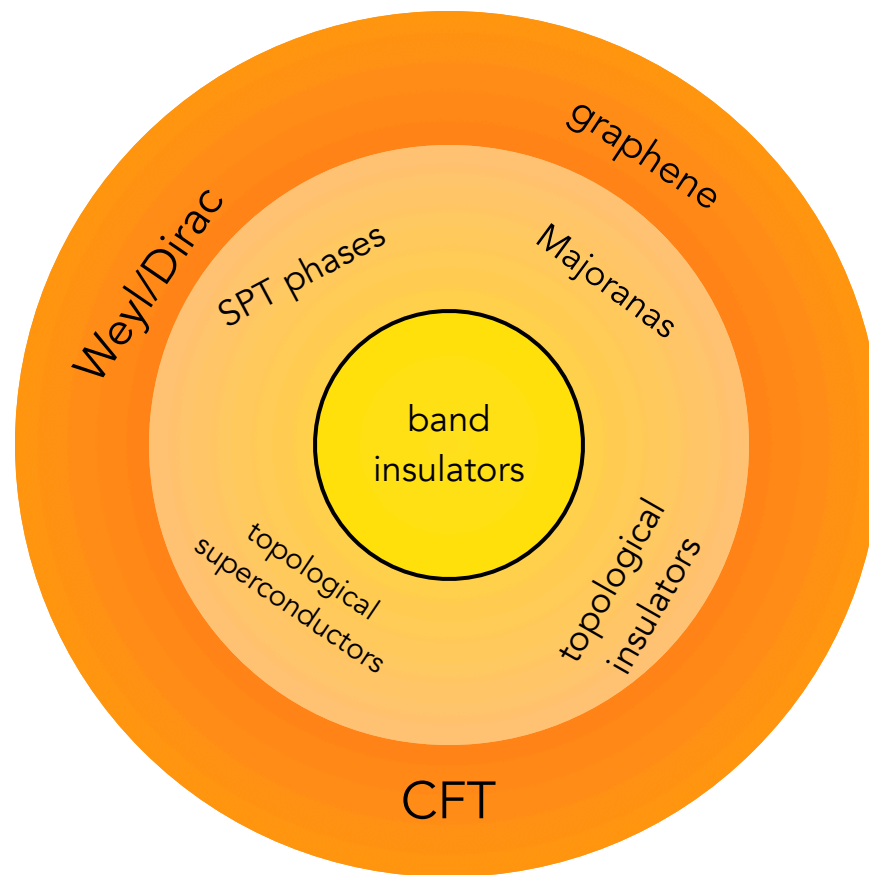 graphene
Weyl/Dirac
SPT phases
Majoranas
band
insulators
topological
superconductors
topological
insulators
CFT